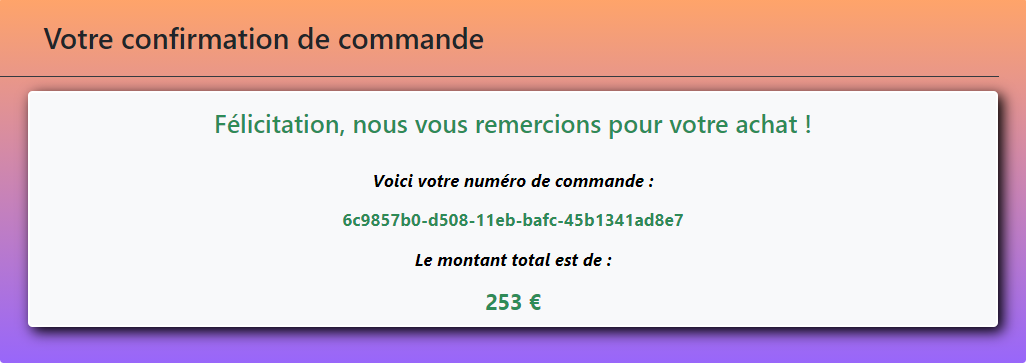 Votre confirmation de commande
Félicitation, nous vous remercions pour votre achat !
Voici votre numéro de commande :
6c9857b0-d508-11eb-bafc-45b1341ad8e7
Le montant total est de :
253 €